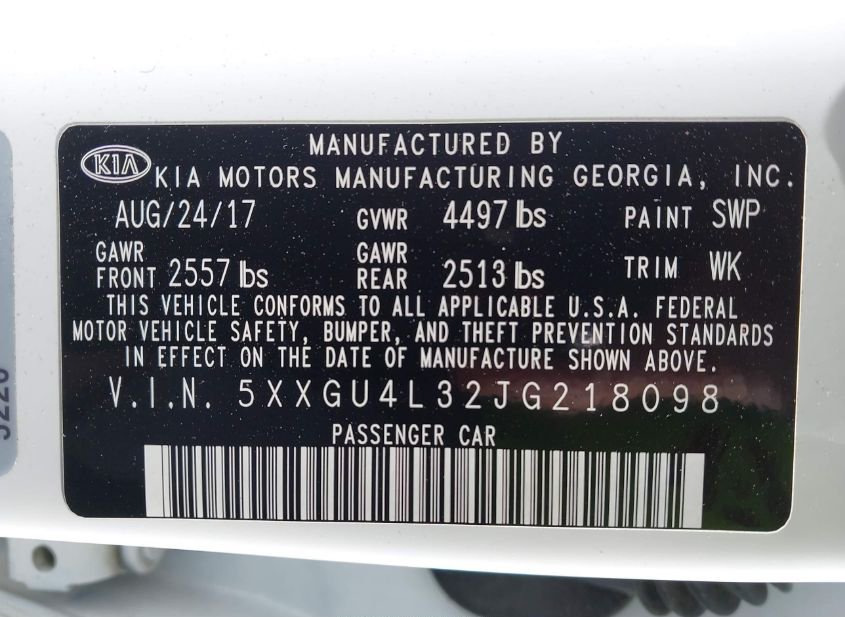 MANUFACTURED BY
KIA KIA MOTORS MANUFACTURING GEORGIA, INC.
AUG/24/17 GVWR 4497 lbs PAINT SWP
GAWR FRONT 2557 lbs GAWR REAR 2513 lbs TRIM WK
THIS VEHICLE CONFORMS TO ALL APPLICABLE U.S.A. FEDERAL
MOTOR VEHICLE SAFETY, BUMPER, AND THEFT PREVENTION STANDARDS
IN EFFECT ON THE DATE OF MANUFACTURE SHOWN ABOVE.
V.I.N. 5XXGU4L32JG218098
PASSENGER CAR